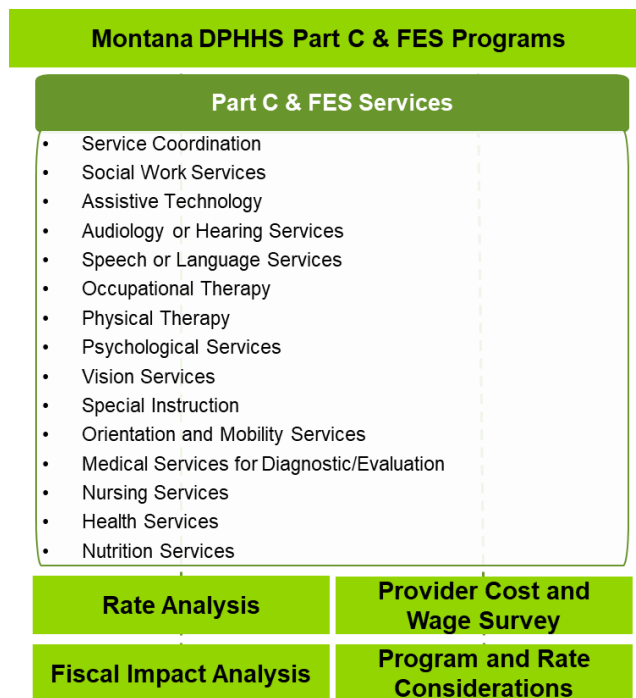 Montana DPHHS Part C & FES Programs
Part C & FES Services
• Service Coordination
• Social Work Services
• Assistive Technology
• Audiology or Hearing Services
• Speech or Language Services
• Occupational Therapy
• Physical Therapy
• Psychological Services
• Vision Services
• Special Instruction
• Orientation and Mobility Services
• Medical Services for Diagnostic/Evaluation
• Nursing Services
• Health Services
• Nutrition Services
Rate Analysis
Provider Cost and
Wage Survey
Fiscal Impact Analysis
Program and Rate
Considerations